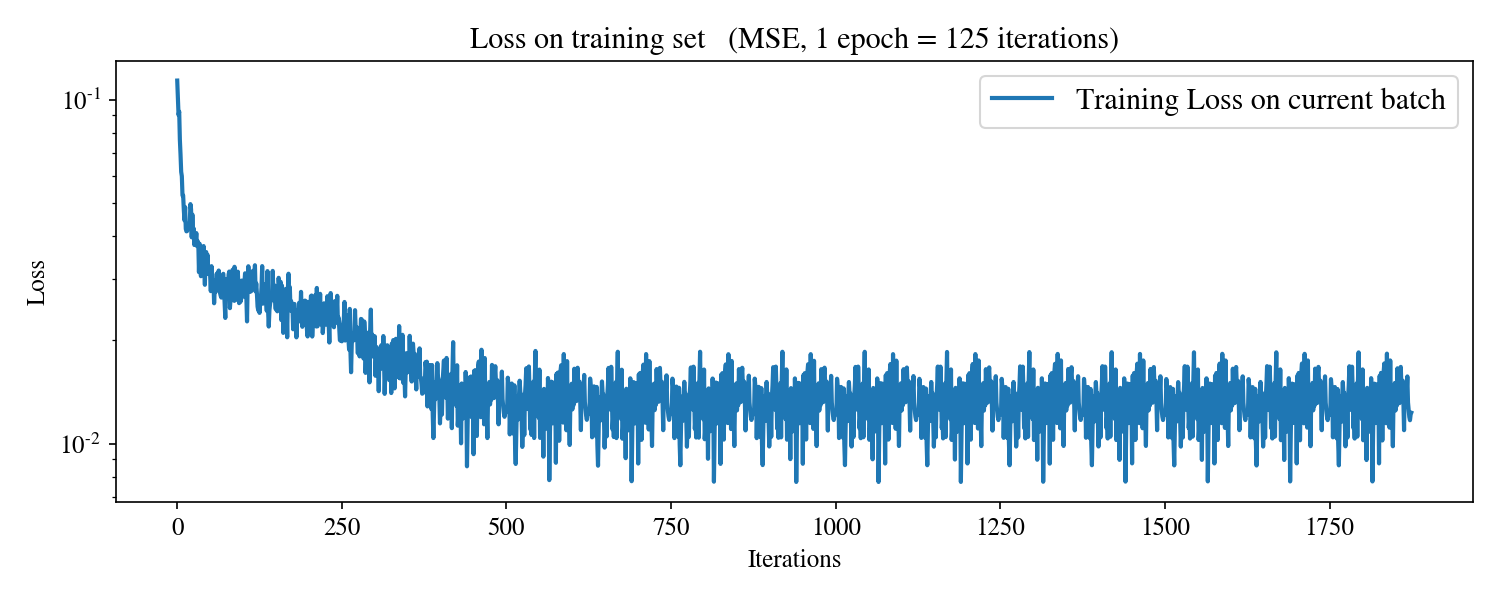 Loss on training set (MSE, 1 epoch = 125 iterations)
Training Loss on current batch
10-1
10-2
Loss
0 250 500 750 1000 1250 1500 1750
Iterations